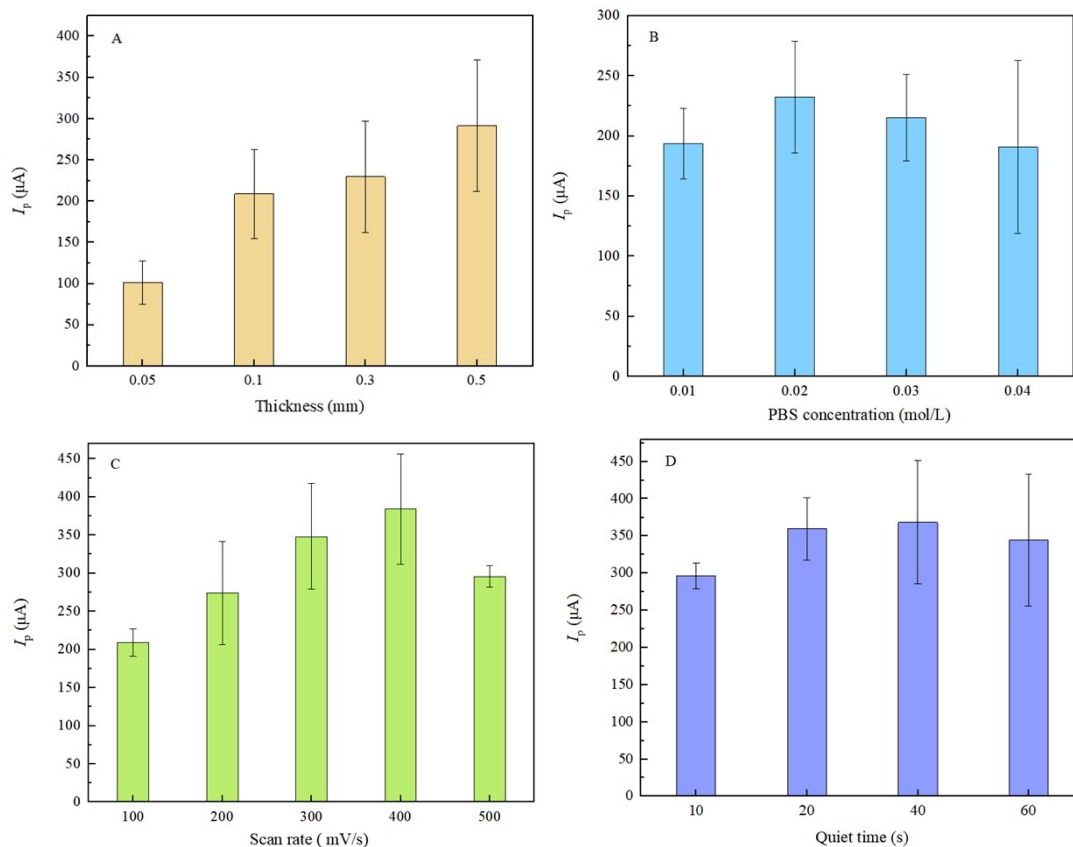 A
I_p (μA)
400
350
300
250
200
150
100
50
0
0.05 0.1 0.3 0.5
Thickness (mm)
B
I_p (μA)
300
250
200
150
100
50
0
0.01 0.02 0.03 0.04
PBS concentration (mol/L)
C
I_p (μA)
450
400
350
300
250
200
150
100
50
0
100 200 300 400 500
Scan rate ( mV/s)
D
I_p (μA)
450
400
350
300
250
200
150
100
50
0
10 20 40 60
Quiet time (s)